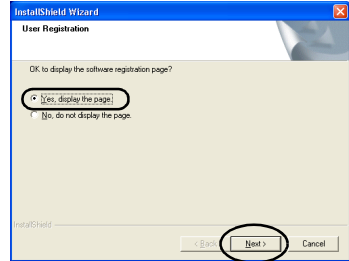 InstallShield Wizard
User Registration
OK to display the software registration page?
Yes, display the page.
No, do not display the page.
InstallShield
< Back
Next >
Cancel